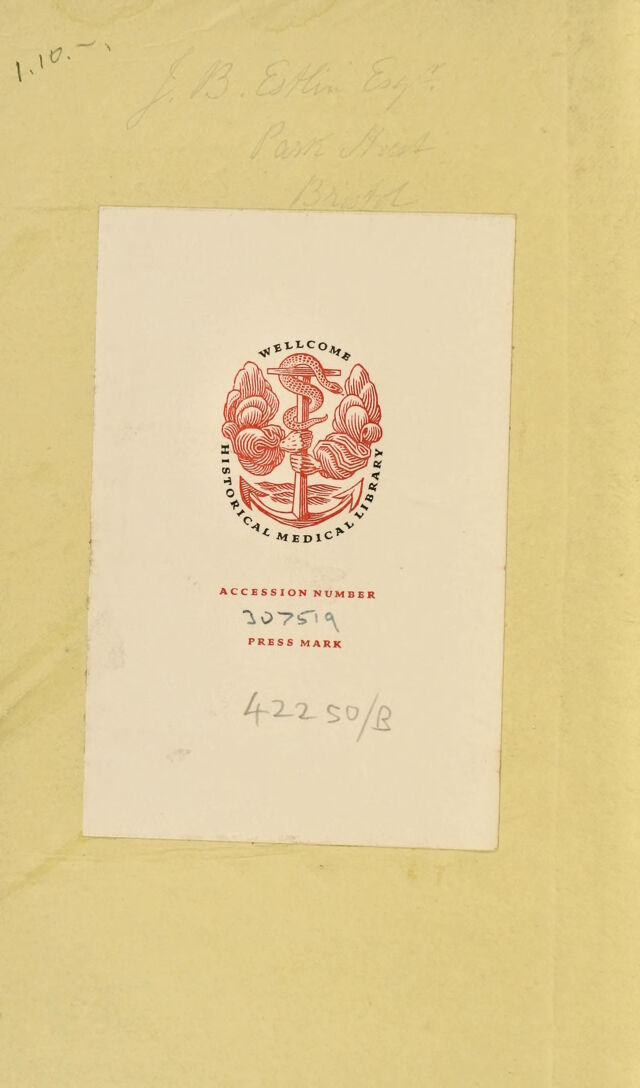 1.10.-.
J. B. Estlin Esqr.
Park Street
Bristol
WELLCOME
HISTORICAL MEDICAL LIBRARY
ACCESSION NUMBER
307519
PRESS MARK
42250/B